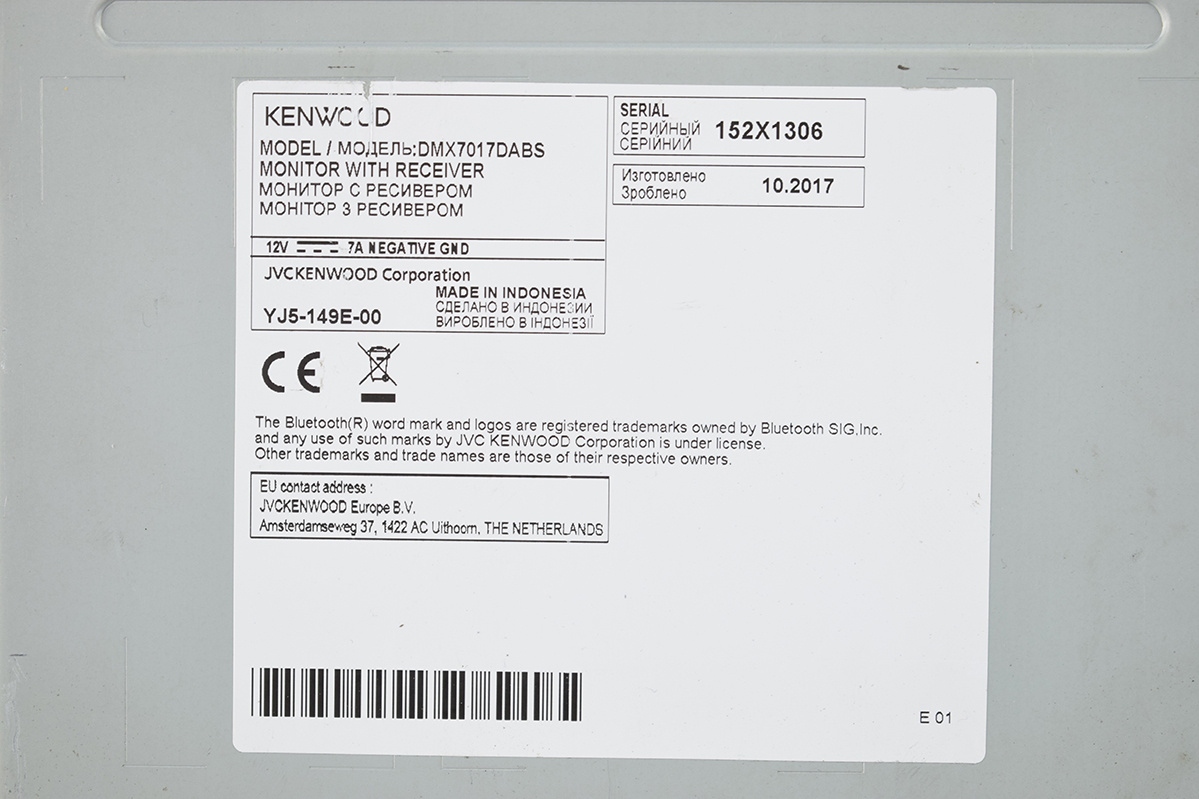 KENWOOD
MODEL / МОДЕЛЬ:DMX7017DABS
MONITOR WITH RECEIVER
МОНИТОР С РЕСИВЕРОМ
МОНІТОР З РЕСИВЕРОМ
12V 7A NEGATIVE GND
JVCKENWOOD Corporation
MADE IN INDONESIA
СДЕЛАНО В ИНДОНЕЗИИ
YJ5-149E-00
ВИРОБЛЕНО В ІНДОНЕЗІЇ
SERIAL
СЕРИЙНЫЙ 152X1306
СЕРІЙНИЙ
Изготовлено
Зроблено 10.2017
CE
The Bluetooth(R) word mark and logos are registered trademarks owned by Bluetooth SIG,Inc.
and any use of such marks by JVC KENWOOD Corporation is under license.
Other trademarks and trade names are those of their respective owners.
EU contact address :
JVCKENWOOD Europe B.V.
Amsterdamseweg 37, 1422 AC Uithoorn, THE NETHERLANDS
E 01